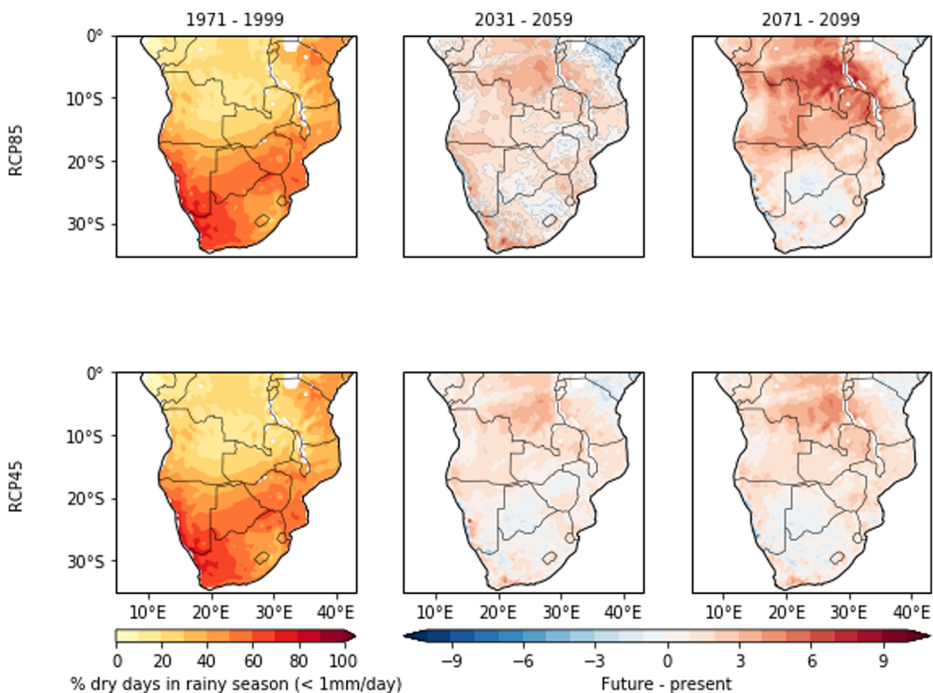 1971 - 1999 2031 - 2059 2071 - 2099
RCP85
0°
10°S
20°S
30°S
RCP45
0°
10°S
20°S
30°S
10°E 20°E 30°E 40°E 10°E 20°E 30°E 40°E 10°E 20°E 30°E 40°E
0 20 40 60 80 100 −9 −6 −3 0 3 6 9
% dry days in rainy season (< 1mm/day) Future - present